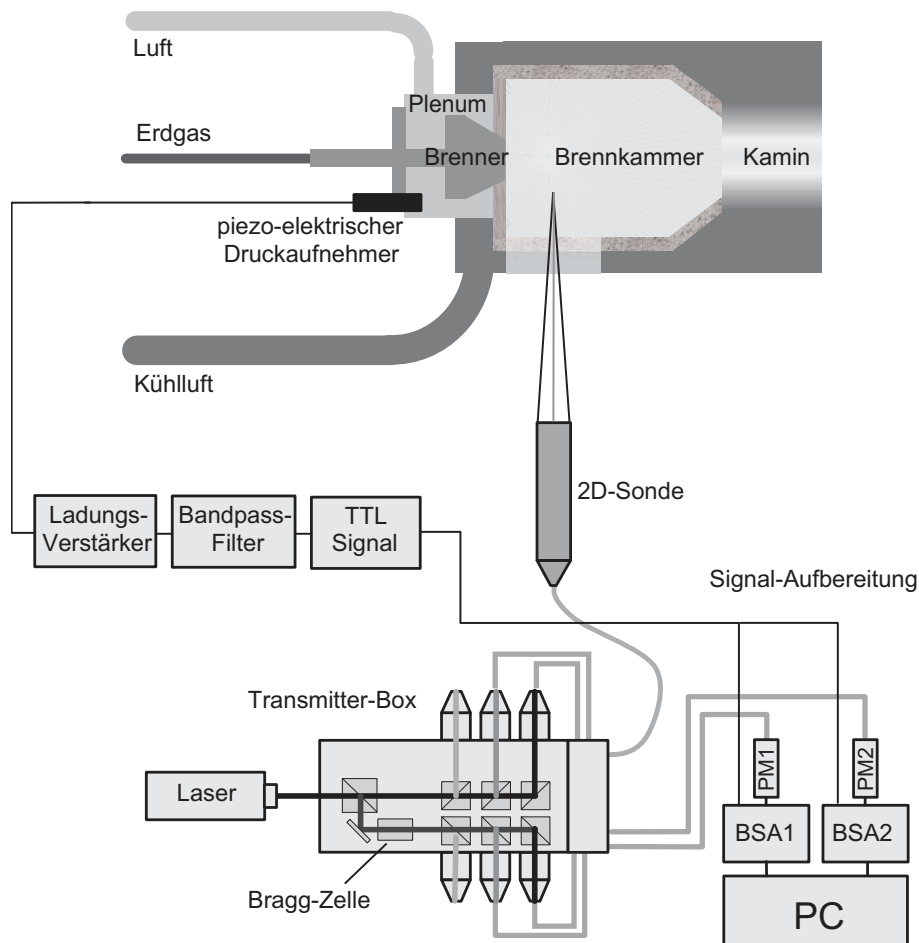 Luft
Plenum
Erdgas
Brenner
Brennkammer
Kamin
piezo-elektrischer
Druckaufnehmer
Kühlluft
2D-Sonde
Ladungs-
Verstärker
Bandpass-
Filter
TTL
Signal
Signal-Aufbereitung
Transmitter-Box
Laser
PM1
PM2
BSA1
BSA2
Bragg-Zelle
PC